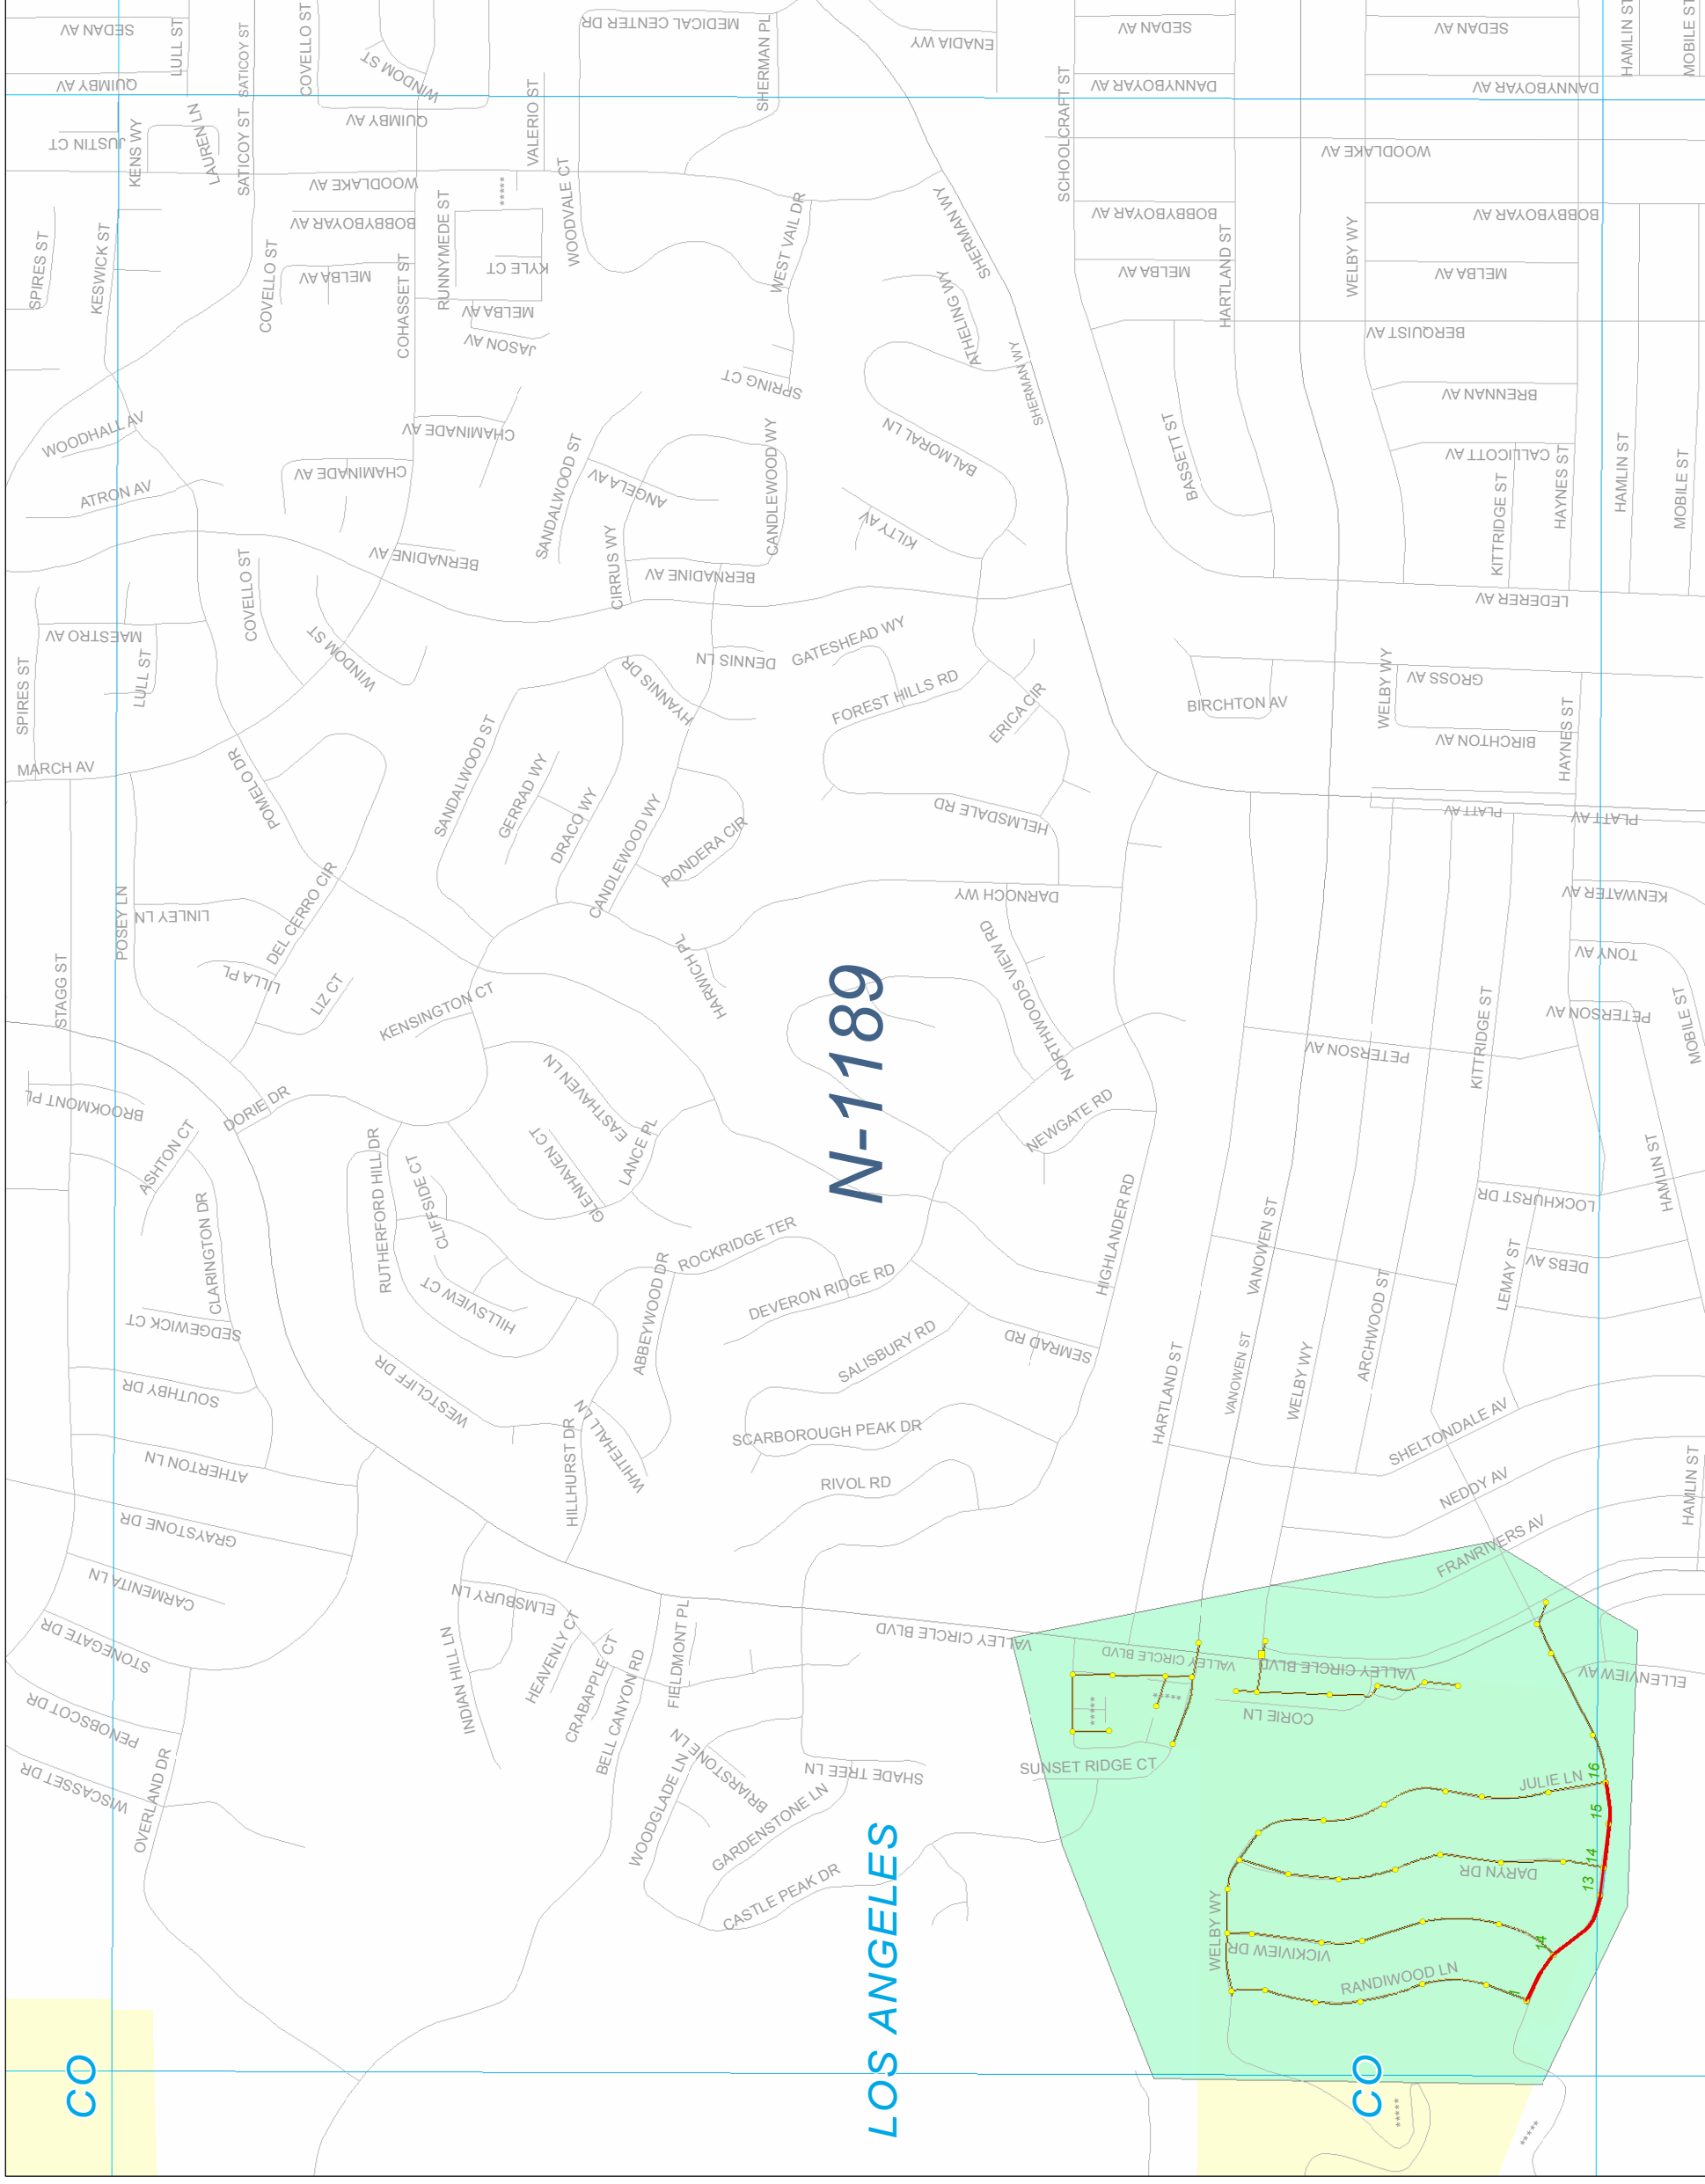 SEDAN AV
LULL ST
SATICOY ST
COVELLO ST
WINDOM ST
MEDICAL CENTER DR
SHERMAN PL
ENADIA WY
SEDAN AV
SEDAN AV
HAMLIN ST
MOBILE ST
QUIMBY AV
SCHOOLCRAFT ST
DANNYBOYAR AV
DANNYBOYAR AV
JUSTIN CT
KENS WY
LAUREN LN
SATICOY ST
QUIMBY AV
VALERIO ST
WOODLAKE AV
WOODLAKE AV
BOBBYBOYAR AV
RUNNYMEDE ST
*****
WOODVALE CT
WEST VAIL DR
SHERMAN WY
BOBBYBOYAR AV
BOBBYBOYAR AV
SPIRES ST
KESWICK ST
COVELLO ST
MELBA AV
COHASSET ST
KYLE CT
MELBA AV
JASON AV
ATHELING WY
MELBA AV
HARTLAND ST
WELBY WY
MELBA AV
BERQUIST AV
SPRING CT
SHERMAN WY
BRENNAN AV
WOODHALL AV
ATRON AV
CHAMINADE AV
CHAMINADE AV
SANDALWOOD ST
ANGELA AV
CANDLEWOOD WY
BALMORAL LN
KILTY AV
BASSETT ST
CALLICOTT AV
KITTRIDGE ST
HAYNES ST
HAMLIN ST
MOBILE ST
BERNADINE AV
CIRRUS WY
BERNADINE AV
COVELLO ST
LEDERER AV
MAESTRO AV
SPIRES ST
LULL ST
WINDOM ST
HYANNIS DR
DENNIS LN
GATESHEAD WY
FOREST HILLS RD
ERICA CIR
BIRCHTON AV
WELBY WY
GROSS AV
BIRCHTON AV
HAYNES ST
MARCH AV
POMELO DR
SANDALWOOD ST
GERRAD WY
DRACO WY
CANDLEWOOD WY
PONDERA CIR
HELMSDALE RD
PLATT AV
PLATT AV
STAGG ST
POSEY LN
LINLEY LN
DEL CERRO CIR
LILLA PL
LIZ CT
KENSINGTON CT
HARWICH PL
DARNOCH WY
NORTHWOODS VIEW RD
KENWATER AV
TONY AV
PETERSON AV
PETERSON AV
KITTRIDGE ST
MOBILE ST
N-1189
BROOKMONT PL
DORIE DR
ASHTON CT
EASTHAVEN LN
GLENHAVEN CT
LANCE PL
NEWGATE RD
RUTHERFORD HILL DR
CLIFFSIDE CT
CLARINGTON DR
HILLSVIEW CT
ROCKRIDGE TER
ABBEYWOOD DR
DEVERON RIDGE RD
HIGHLANDER RD
VANOWEN ST
LOCKHURST DR
HAMLIN ST
LEMAY ST
DEBS AV
SEDGEWICK CT
SOUTHBY DR
WESTCLIFF DR
SALISBURY RD
SEMRAD RD
HARTLAND ST
VANOWEN ST
WELBY WY
ARCHWOOD ST
ATHERTON LN
HILLHURST DR
WHITEHALL LN
SCARBOROUGH PEAK DR
RIVOL RD
SHELTONDALE AV
NEDDY AV
FRANRIVERS AV
HAMLIN ST
GRAYSTONE DR
CARMENITA LN
STONEGATE DR
PENOBSCOT DR
WISCASSET DR
OVERLAND DR
ELMSBURY LN
INDIAN HILL LN
HEAVENLY CT
CRABAPPLE CT
BELL CANYON RD
FIELDMONT PL
VALLEY CIRCLE BLVD
VALLEY CIRCLE BLVD
VALLEY CIRCLE BLVD
ELLENVIEW AV
*****
*****
CORIE LN
SUNSET RIDGE CT
WOODGLADE LN
BRIARSTONE LN
GARDENSTONE LN
SHADE TREE LN
CASTLE PEAK DR
LOS ANGELES
JULIE LN
16
15
DARYN DR
14
13
WELBY WY
VICKIVIEW DR
14
RANDIWOOD LN
1
CO
CO
*****
*****